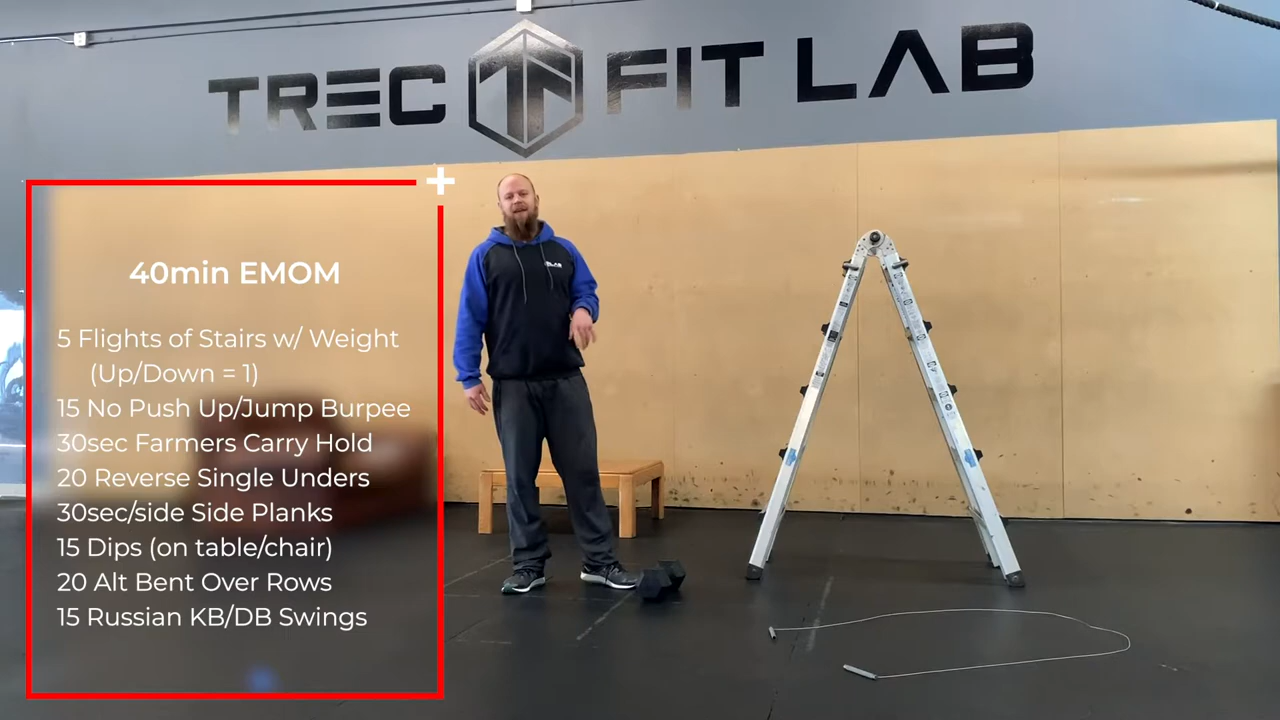 TREC FIT LAB
40min EMOM
5 Flights of Stairs w/ Weight
(Up/Down = 1)
15 No Push Up/Jump Burpee
30sec Farmers Carry Hold
20 Reverse Single Unders
30sec/side Side Planks
15 Dips (on table/chair)
20 Alt Bent Over Rows
15 Russian KB/DB Swings